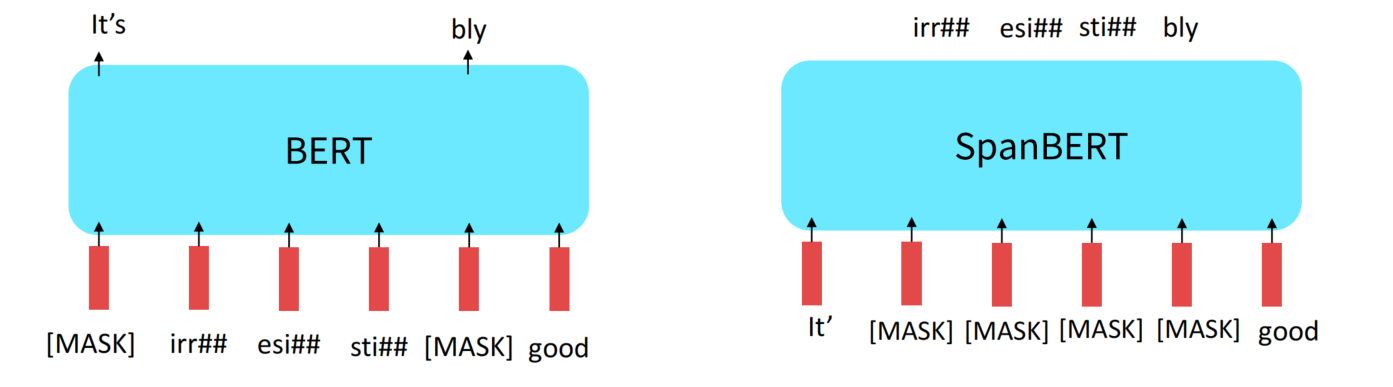 It's bly
BERT
[MASK] irr## esi## sti## [MASK] good
irr## esi## sti## bly
SpanBERT
It' [MASK] [MASK] [MASK] [MASK] good